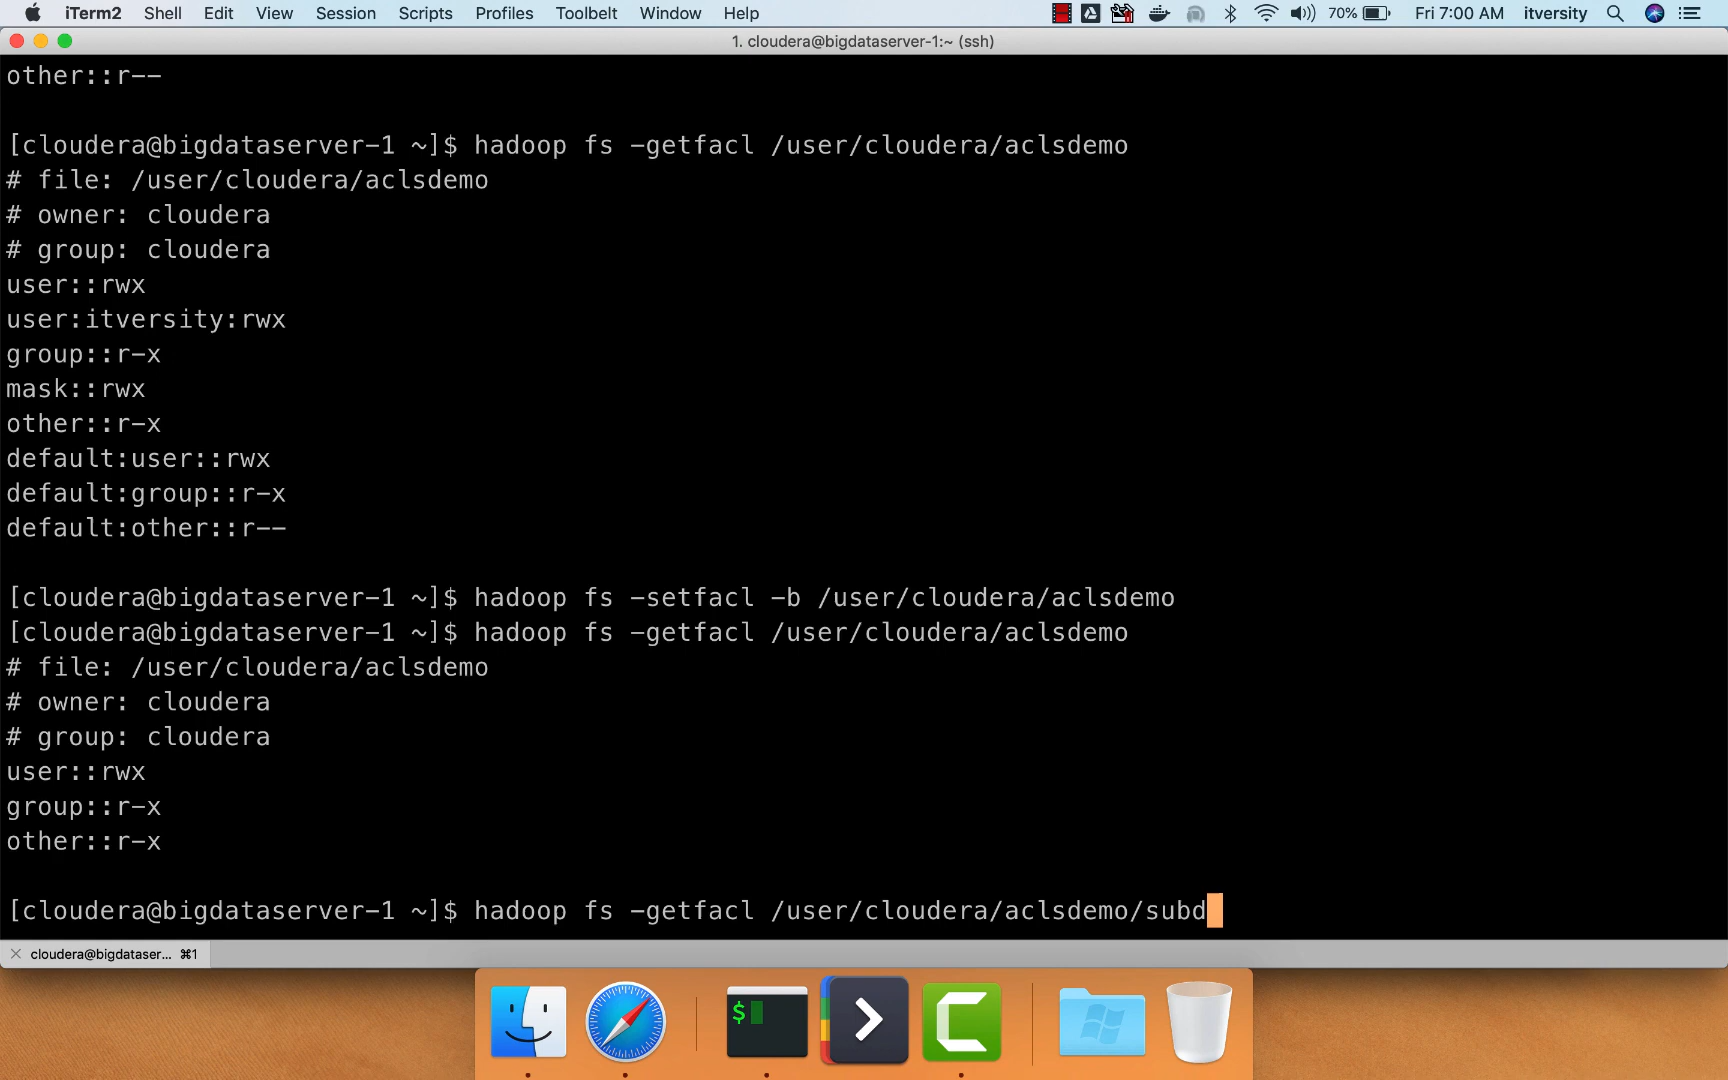 iTerm2 Shell Edit View Session Scripts Profiles Toolbelt Window Help 70% Fri 7:00 AM itversity
1. cloudera@bigdataserver-1:~ (ssh)
other::r--
[cloudera@bigdataserver-1 ~]$ hadoop fs -getfacl /user/cloudera/aclsdemo
# file: /user/cloudera/aclsdemo
# owner: cloudera
# group: cloudera
user::rwx
user:itversity:rwx
group::r-x
mask::rwx
other::r-x
default:user::rwx
default:group::r-x
default:other::r--
[cloudera@bigdataserver-1 ~]$ hadoop fs -setfacl -b /user/cloudera/aclsdemo
[cloudera@bigdataserver-1 ~]$ hadoop fs -getfacl /user/cloudera/aclsdemo
# file: /user/cloudera/aclsdemo
# owner: cloudera
# group: cloudera
user::rwx
group::r-x
other::r-x
[cloudera@bigdataserver-1 ~]$ hadoop fs -getfacl /user/cloudera/aclsdemo/subd
cloudera@bigdataser... ⌘1
$